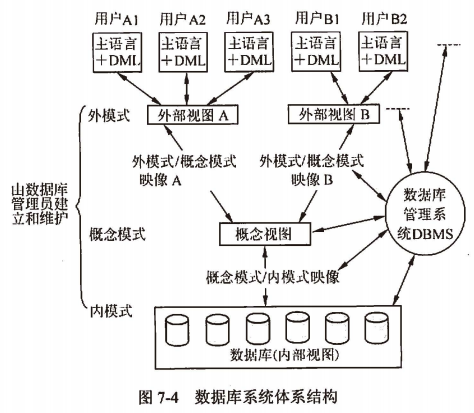 用户A1 用户A2 用户A3 用户B1 用户B2
主语言 主语言 主语言 主语言 主语言
+DML +DML +DML +DML +DML
外模式 外部视图 A 外部视图 B
外模式/概念模式 外模式/概念模式
映像 A 映像 B
山数据库
管理员建
立和维护
数据库
管理系
统DBMS
概念模式 概念视图
概念模式/内模式映像
内模式
数据库(内部视图)
图 7-4 数据库系统体系结构